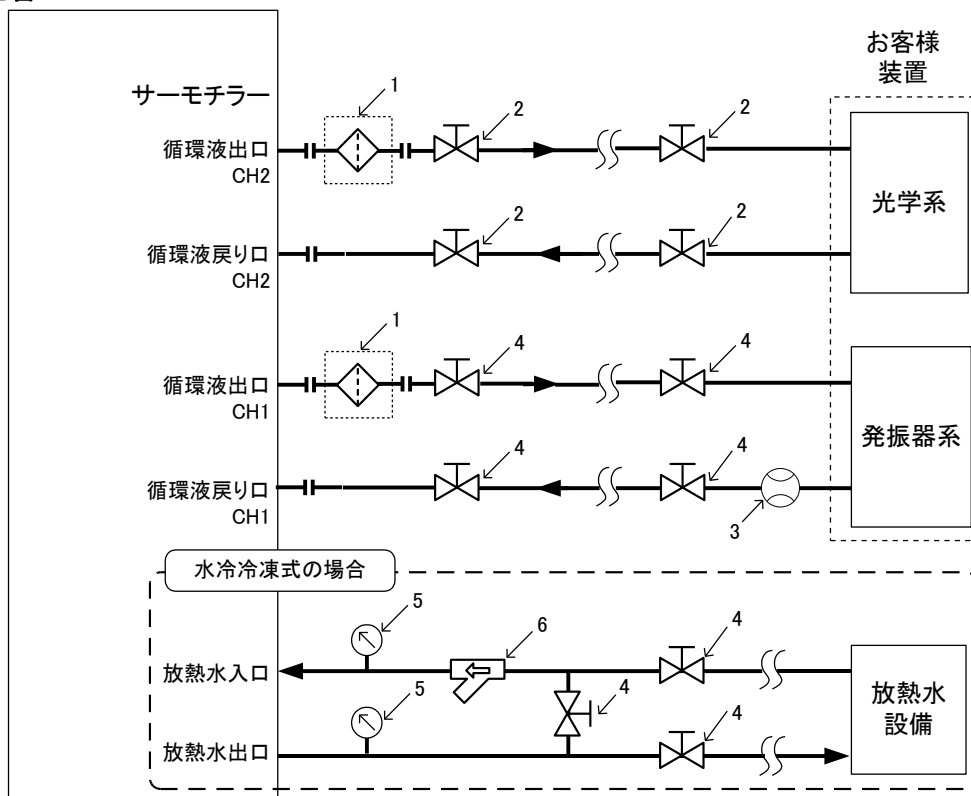 お客様
装置
サーモチラー
1
2
2
循環液出口
CH2
光学系
2
2
循環液戻り口
CH2
1
4
4
循環液出口
CH1
発振器系
4
4
循環液戻り口
CH1
3
水冷冷凍式の場合
5
6
4
放熱水入口
5
4
4
放熱水
設備
放熱水出口